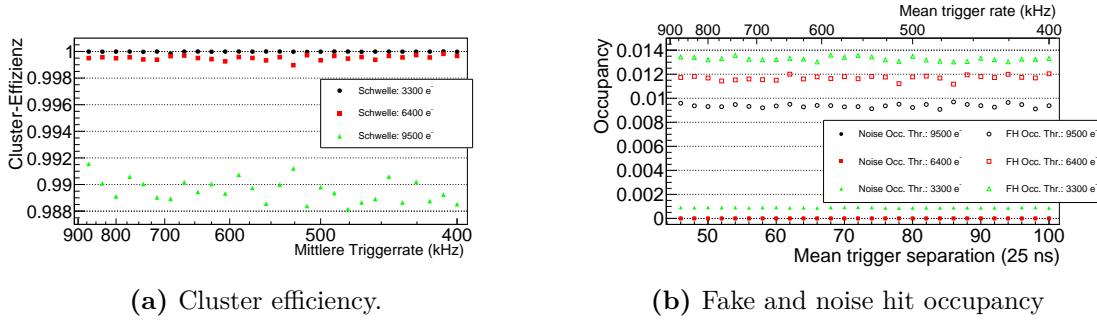 Cluster-Effizienz
1
0.998
0.996
0.994
0.992
0.99
0.988
Schwelle: 3300 e-
Schwelle: 6400 e-
Schwelle: 9500 e-
900 800 700 600 500 400
Mittlere Triggerrate (kHz)
(a) Cluster efficiency.
Mean trigger rate (kHz)
900 800 700 600 500 400
Occupancy
0.014
0.012
0.01
0.008
0.006
0.004
0.002
0
Noise Occ. Thr.: 9500 e- FH Occ. Thr.: 9500 e-
Noise Occ. Thr.: 6400 e- FH Occ. Thr.: 6400 e-
Noise Occ. Thr.: 3300 e- FH Occ. Thr.: 3300 e-
50 60 70 80 90 100
Mean trigger separation (25 ns)
(b) Fake and noise hit occupancy